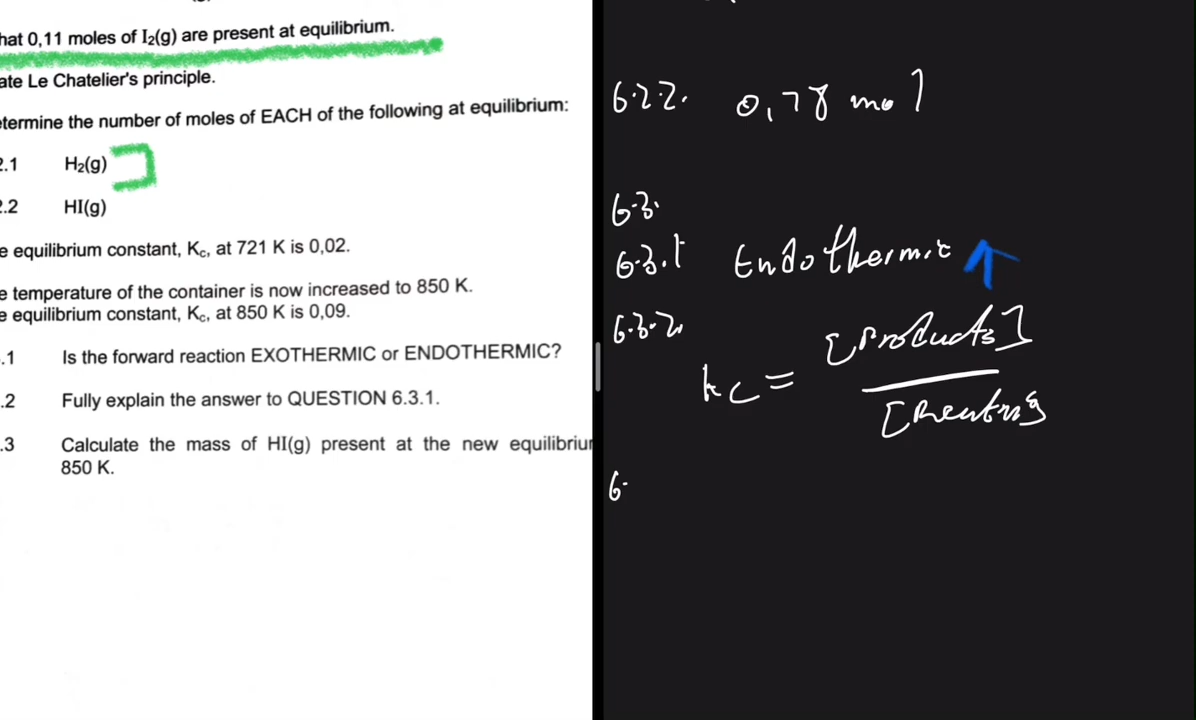 hat 0,11 moles of I₂(g) are present at equilibrium.
ate Le Chatelier's principle.
etermine the number of moles of EACH of the following at equilibrium:
2.1 H₂(g)
2.2 HI(g)
e equilibrium constant, Kc, at 721 K is 0,02.
e temperature of the container is now increased to 850 K.
e equilibrium constant, Kc, at 850 K is 0,09.
.1 Is the forward reaction EXOTHERMIC or ENDOTHERMIC?
.2 Fully explain the answer to QUESTION 6.3.1.
.3 Calculate the mass of HI(g) present at the new equilibriu
850 K.
6.2.2. 0,78 mol
6.3.
6.3.1 Endothermic
6.3.2.
[Products]
kc =
6.